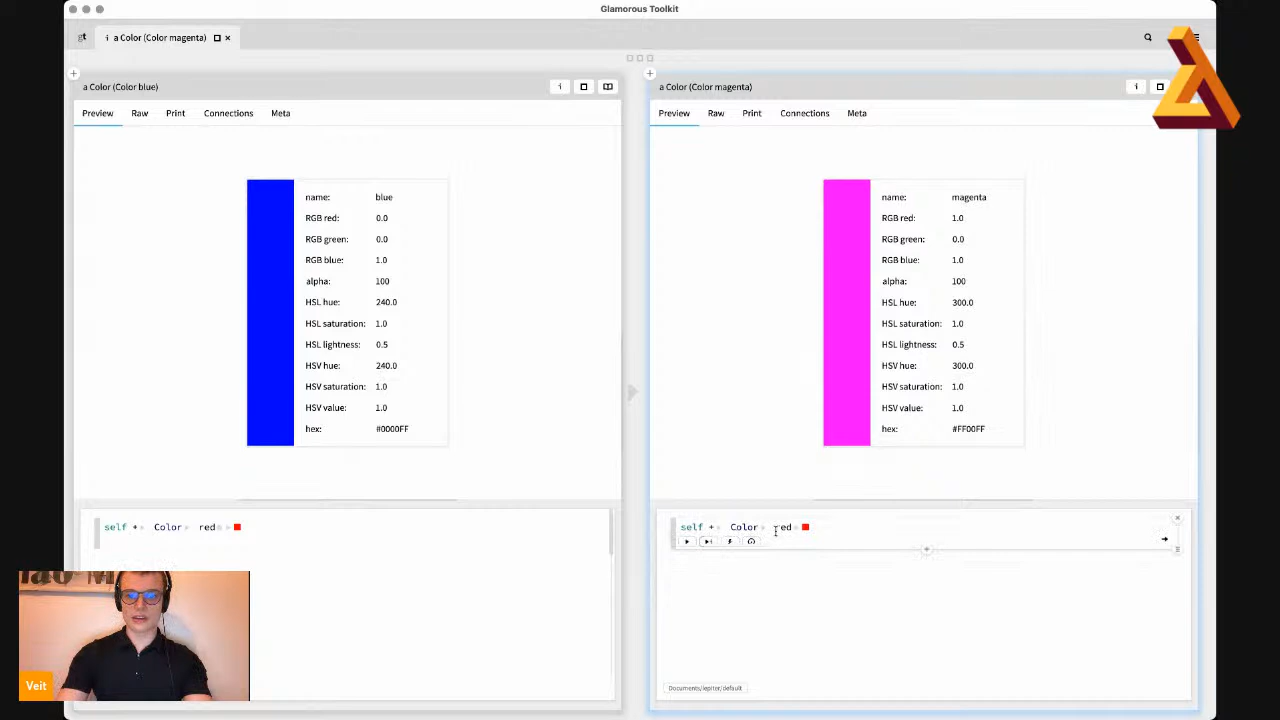 Glamorous Toolkit
gt
i a Color (Color magenta)
a Color (Color blue)
Preview Raw Print Connections Meta
name: blue
RGB red: 0.0
RGB green: 0.0
RGB blue: 1.0
alpha: 100
HSL hue: 240.0
HSL saturation: 1.0
HSL lightness: 0.5
HSV hue: 240.0
HSV saturation: 1.0
HSV value: 1.0
hex: #0000FF
self + Color red
a Color (Color magenta)
Preview Raw Print Connections Meta
name: magenta
RGB red: 1.0
RGB green: 0.0
RGB blue: 1.0
alpha: 100
HSL hue: 300.0
HSL saturation: 1.0
HSL lightness: 0.5
HSV hue: 300.0
HSV saturation: 1.0
HSV value: 1.0
hex: #FF00FF
self + Color red
Documents/lepiter/default
Veit